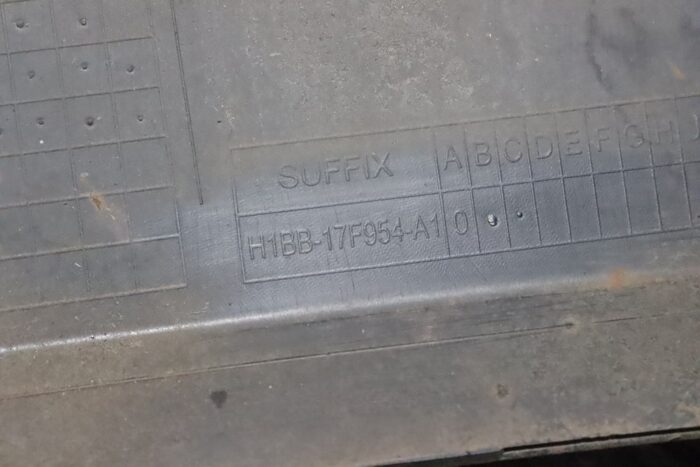 SUFFIX A B C D E F G H
H1BB-17F954-A1 0